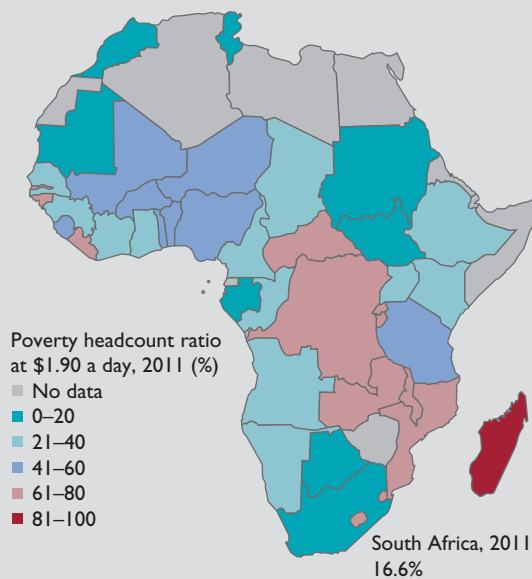 Poverty headcount ratio
at $1.90 a day, 2011 (%)
No data
0–20
21–40
41–60
61–80
81–100
South Africa, 2011
16.6%